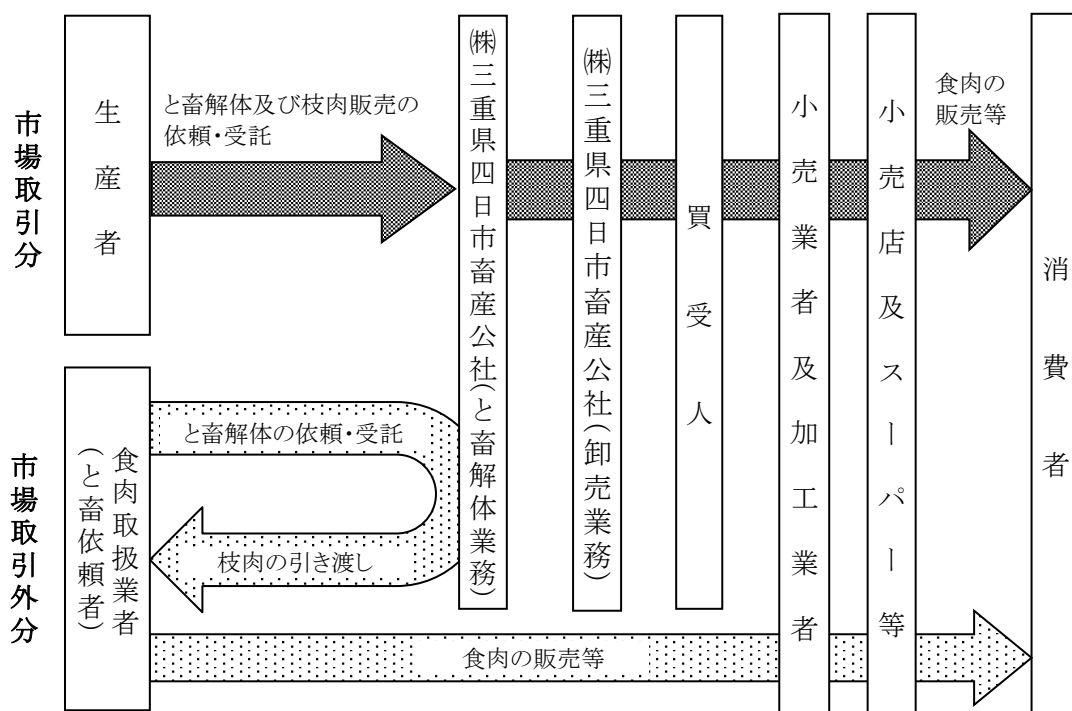 市場取引分
生産者
と畜解体及び枝肉販売の
依頼・受託
㈱三重県四日市畜産公社(と畜解体業務)
㈱三重県四日市畜産公社(卸売業務)
買受人
小売業者及加工業者
小売店及スーパー等
食肉の
販売等
消費者
市場取引外分
食肉取扱業者
(と畜依頼者)
と畜解体の依頼・受託
枝肉の引き渡し
食肉の販売等